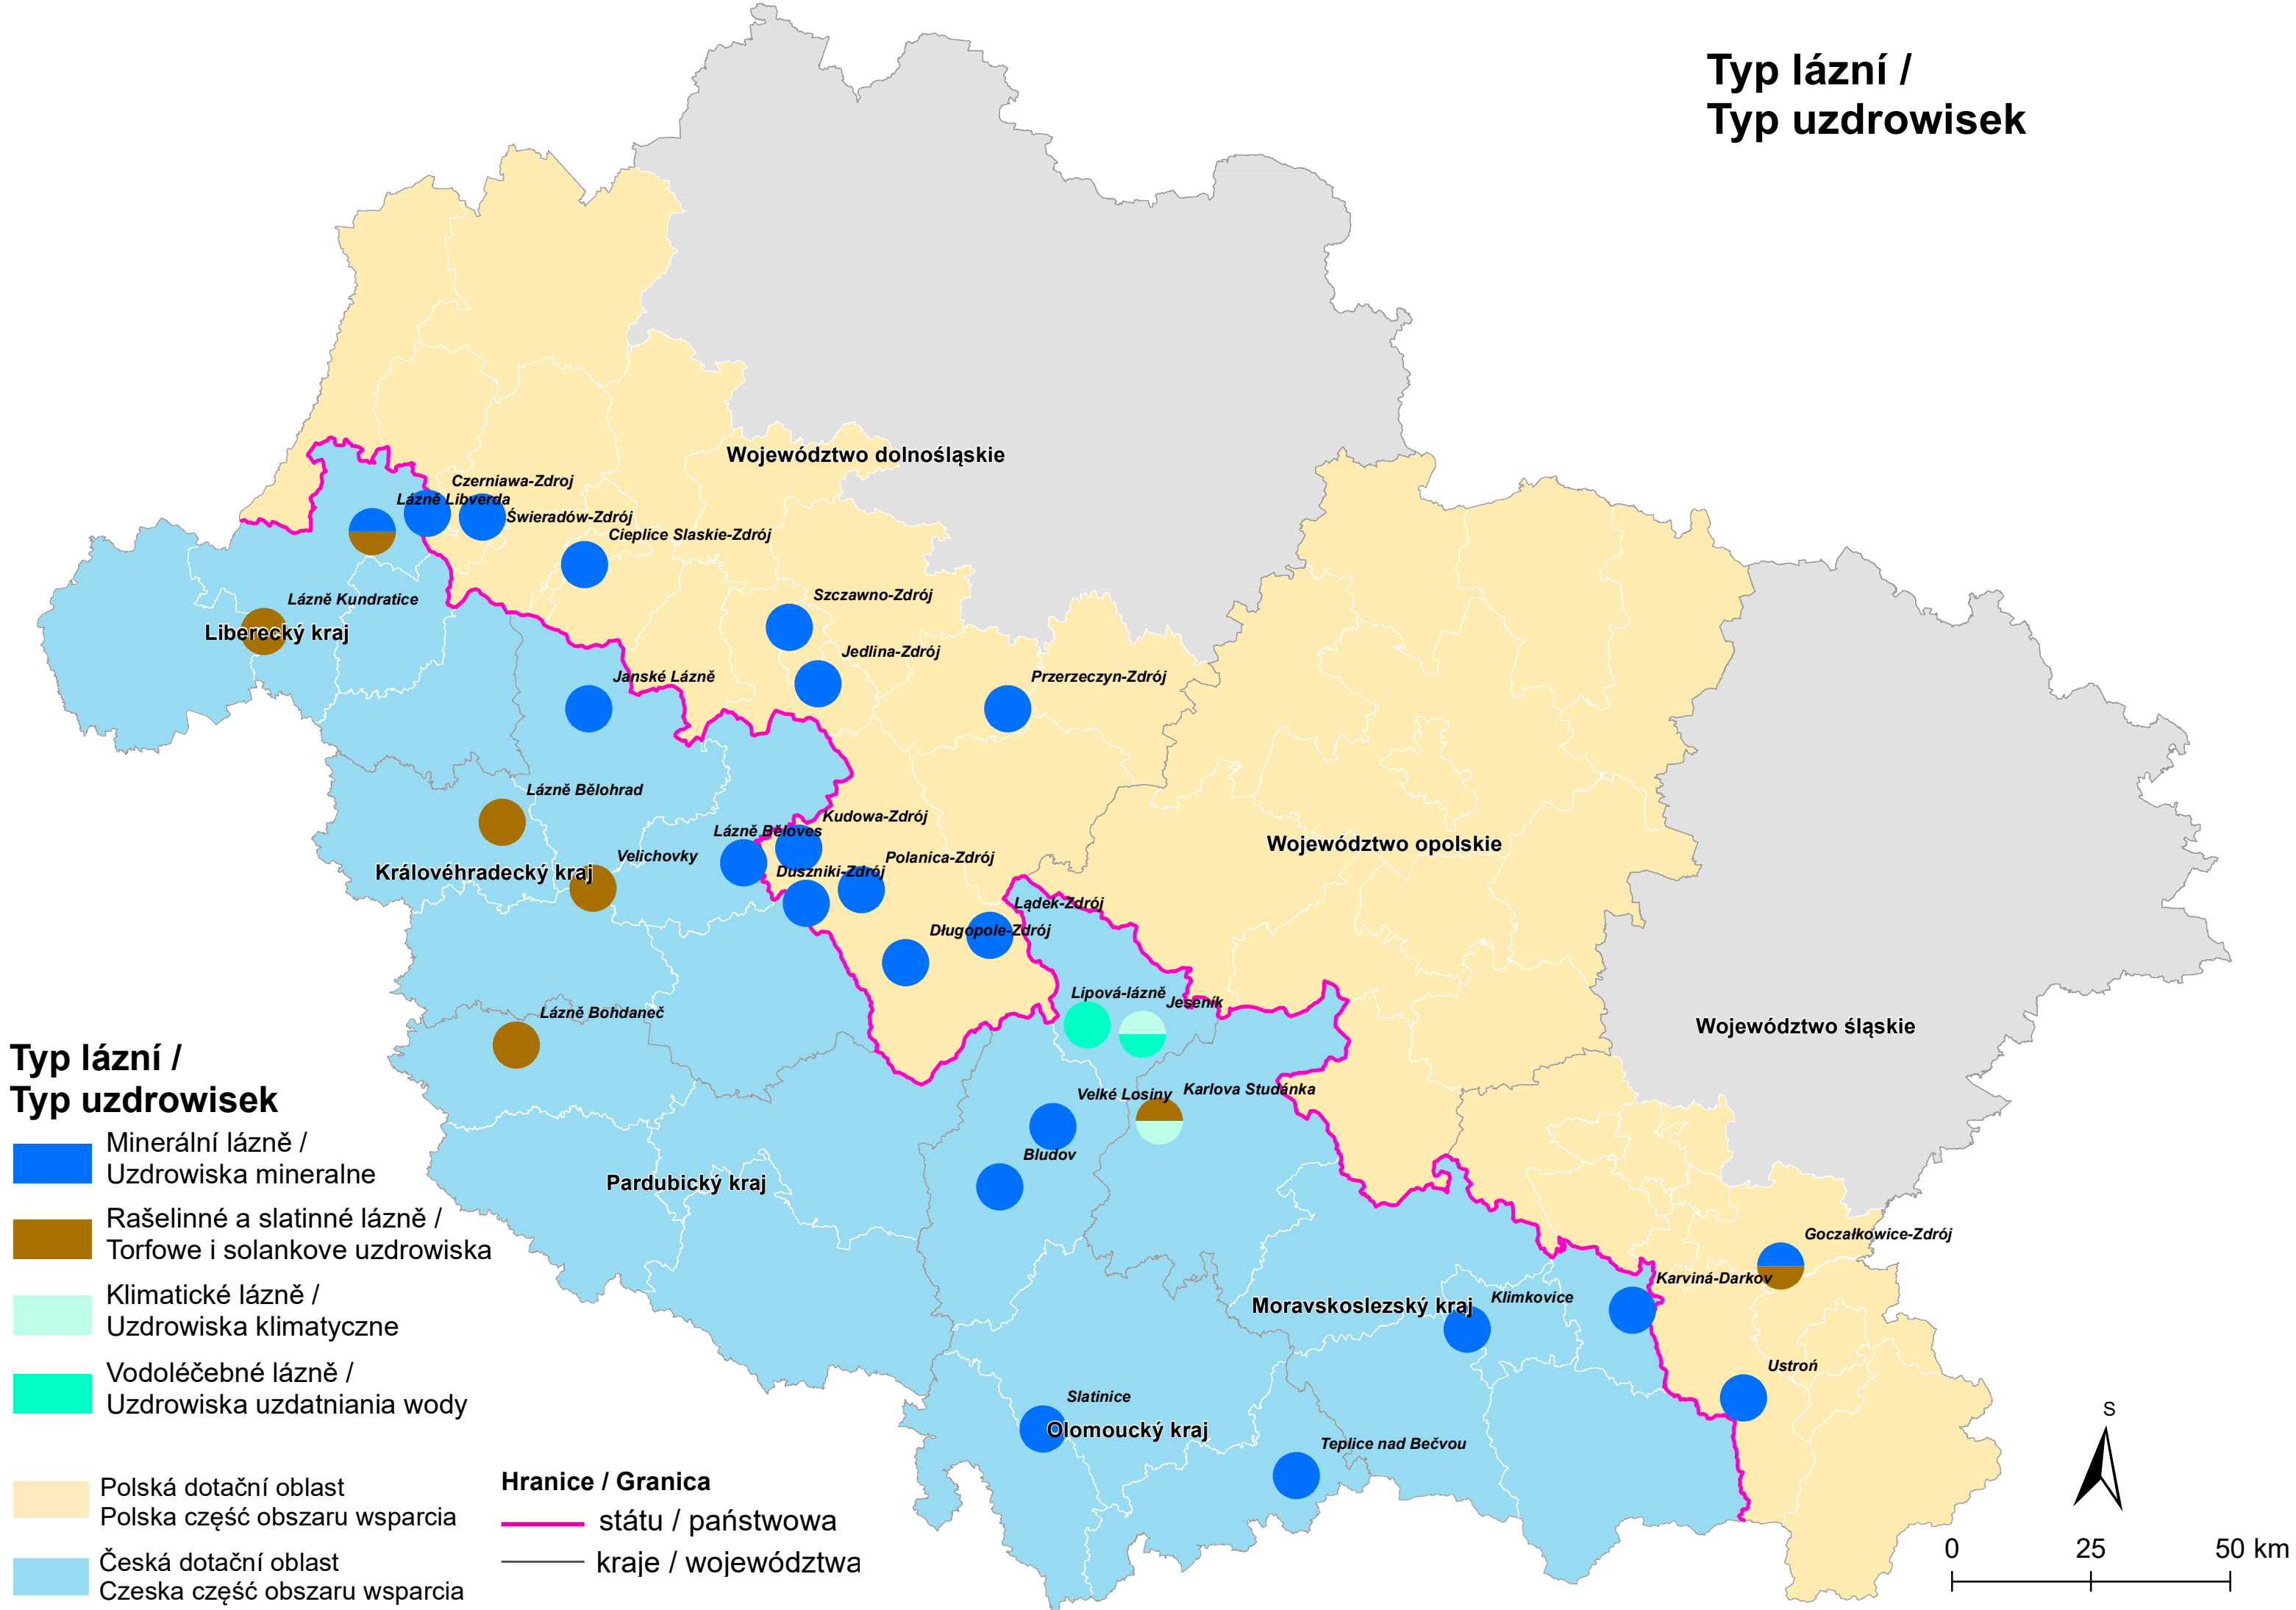 Typ lázní /
Typ uzdrowisek
Województwo dolnośląskie
Czerniawa-Zdroj
Lázně Libverda
Świeradów-Zdrój
Cieplice Slaskie-Zdrój
Lázně Kundratice
Liberecký kraj
Szczawno-Zdrój
Jedlina-Zdrój
Janské Lázně
Przerzeczyn-Zdrój
Lázně Bělohrad
Kudowa-Zdrój
Lázně Běloves
Velichovky
Polanica-Zdrój
Duszniki-Zdrój
Královéhradecký kraj
Województwo opolskie
Lądek-Zdrój
Długopole-Zdrój
Lipová-lázně
Jeseník
Lázně Bohdaneč
Województwo śląskie
Velké Losiny
Karlova Studánka
Bludov
Pardubický kraj
Goczałkowice-Zdrój
Karviná-Darkov
Klimkovice
Moravskoslezský kraj
Ustroń
Slatinice
Olomoucký kraj
Teplice nad Bečvou
Typ lázní /
Typ uzdrowisek
Minerální lázně /
Uzdrowiska mineralne
Rašelinné a slatinné lázně /
Torfowe i solankove uzdrowiska
Klimatické lázně /
Uzdrowiska klimatyczne
Vodoléčebné lázně /
Uzdrowiska uzdatniania wody
Polská dotační oblast
Polska część obszaru wsparcia
Česká dotační oblast
Czeska część obszaru wsparcia
Hranice / Granica
státu / państwowa
kraje / województwa
S
0 25 50 km